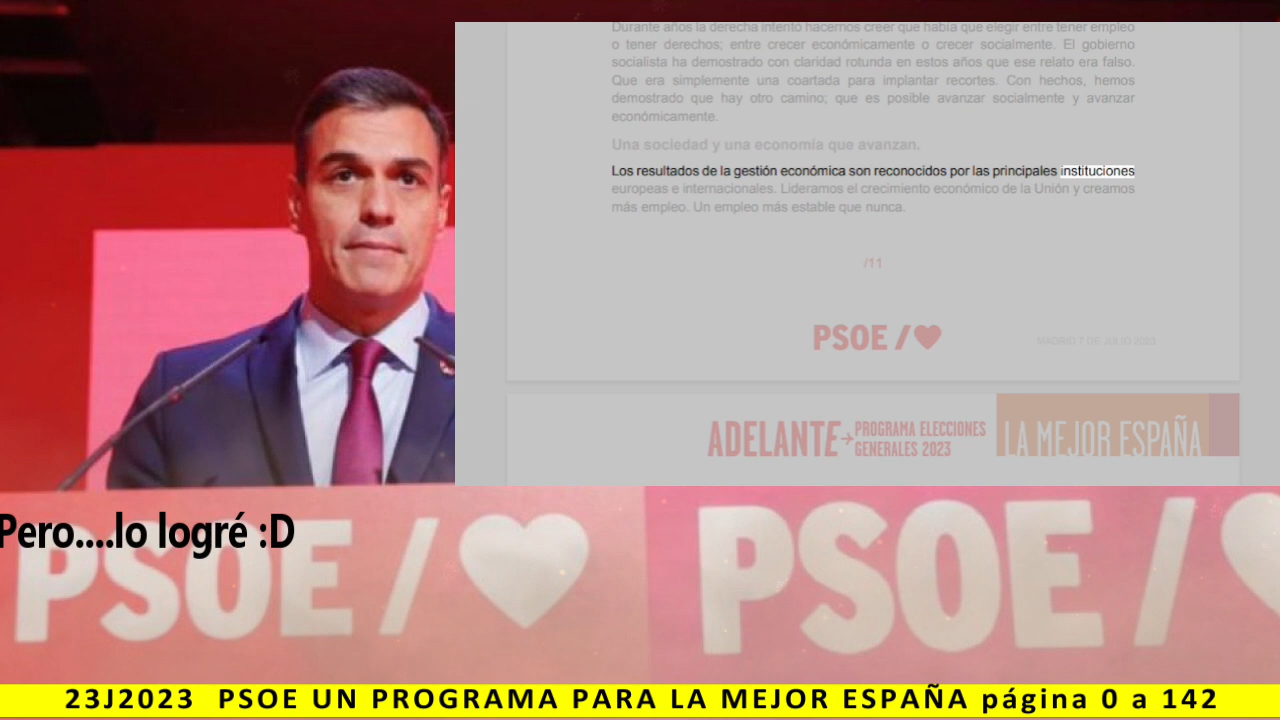 Durante años la derecha intentó hacernos creer que había que elegir entre tener empleo
o tener derechos; entre crecer económicamente o crecer socialmente. El gobierno
socialista ha demostrado con claridad rotunda en estos años que ese relato era falso.
Que era simplemente una coartada para implantar recortes. Con hechos, hemos
demostrado que hay otro camino; que es posible avanzar socialmente y avanzar
económicamente.
Una sociedad y una economía que avanzan.
Los resultados de la gestión económica son reconocidos por las principales instituciones
europeas e internacionales. Lideramos el crecimiento económico de la Unión y creamos
más empleo. Un empleo más estable que nunca.
/11
PSOE /
MADRID 7 DE JULIO 2023
ADELANTE→PROGRAMA ELECCIONES
GENERALES 2023
LA MEJOR ESPAÑA
Pero....lo logré :D
PSOE /
PSOE /
23J2023 PSOE UN PROGRAMA PARA LA MEJOR ESPAÑA página 0 a 142